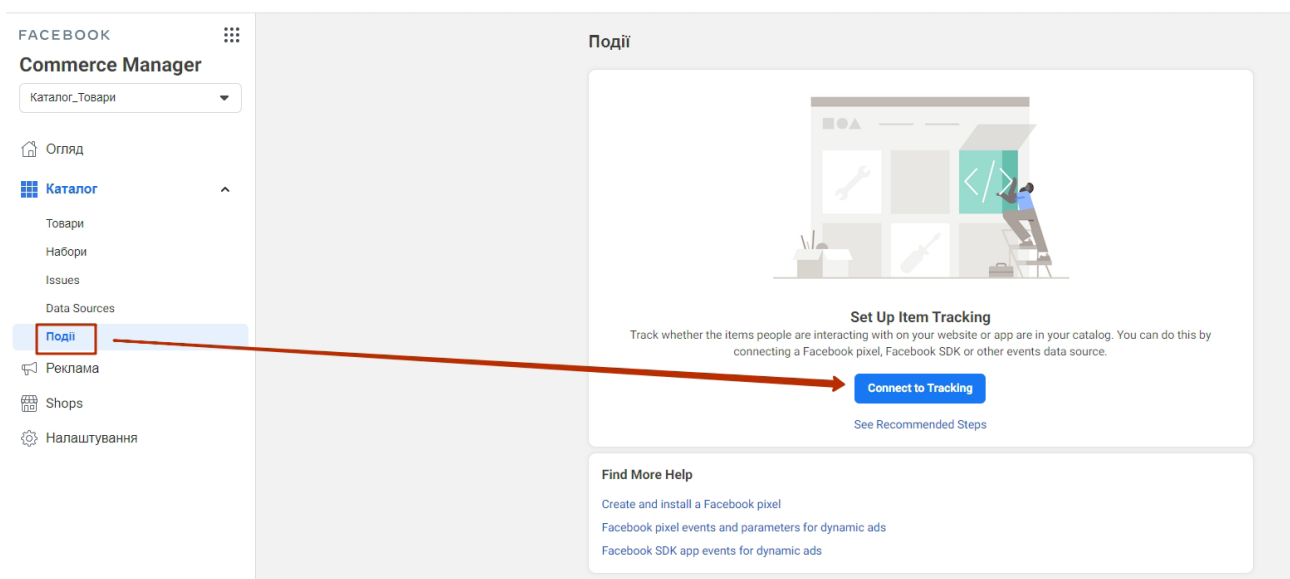 FACEBOOK
Commerce Manager
Каталог_Товари
Огляд
Каталог
Товари
Набори
Issues
Data Sources
Події
Реклама
Shops
Налаштування
Події
Set Up Item Tracking
Track whether the items people are interacting with on your website or app are in your catalog. You can do this by
connecting a Facebook pixel, Facebook SDK or other events data source.
Connect to Tracking
See Recommended Steps
Find More Help
Create and install a Facebook pixel
Facebook pixel events and parameters for dynamic ads
Facebook SDK app events for dynamic ads